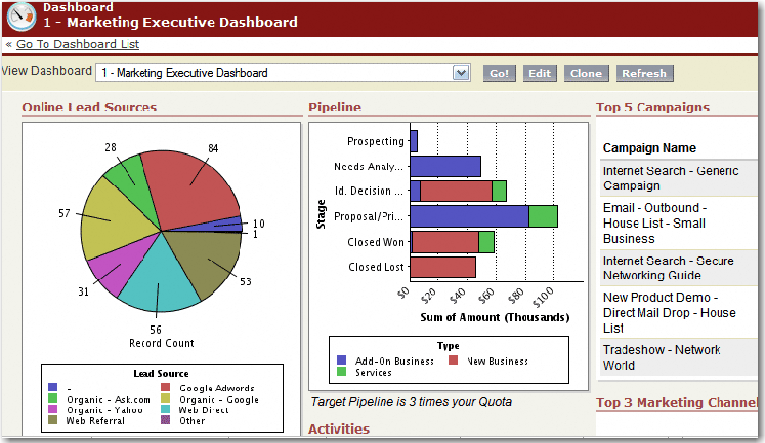 Dashboard
1 - Marketing Executive Dashboard
« Go To Dashboard List
View Dashboard 1 - Marketing Executive Dashboard Go! Edit Clone Refresh
Online Lead Sources
84
28
57
10
1
31
53
56
Record Count
Lead Source
-
Google Adwords
Organic - Ask.com
Organic - Google
Organic - Yahoo
Web Direct
Web Referral
Other
Pipeline
Stage
Prospecting
Needs Analy...
Id. Decision ...
Proposal/Pri...
Closed Won
Closed Lost
$0 $20 $40 $60 $80 $100
Sum of Amount (Thousands)
Type
Add-On Business New Business
Services
Target Pipeline is 3 times your Quota
Activities
Top 5 Campaigns
Campaign Name
Internet Search - Generic
Campaign
Email - Outbound -
House List - Small
Business
Internet Search - Secure
Networking Guide
New Product Demo -
Direct Mail Drop - House
List
Tradeshow - Network
World
Top 3 Marketing Channel